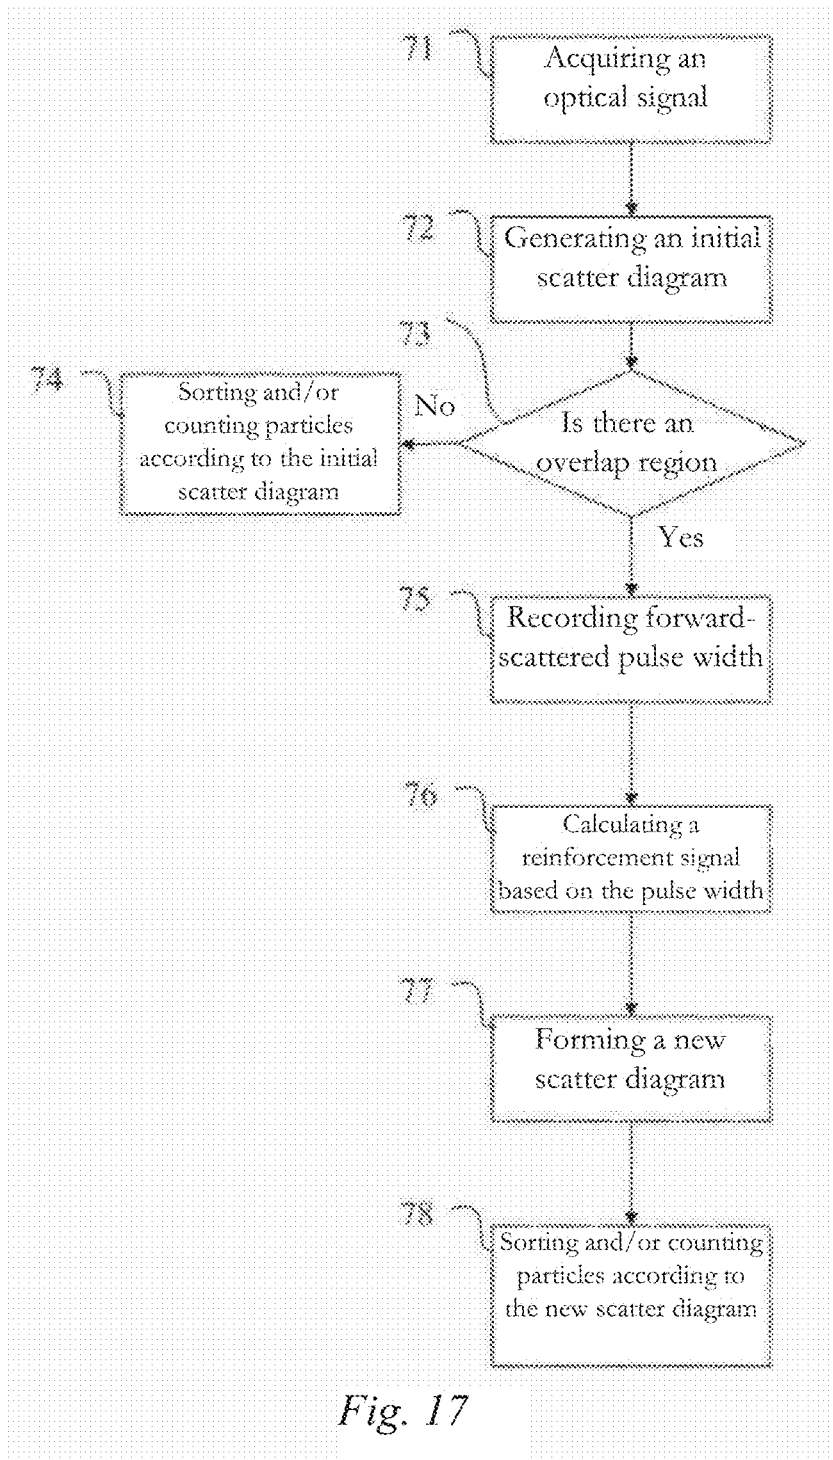 71
Acquiring an
optical signal
72
Generating an initial
scatter diagram
73
Is there an
overlap region
No
74
Sorting and/or
counting particles
according to the initial
scatter diagram
Yes
75
Recording forward-
scattered pulse width
76
Calculating a
reinforcement signal
based on the pulse width
77
Forming a new
scatter diagram
78
Sorting and/or counting
particles according to
the new scatter diagram
Fig. 17